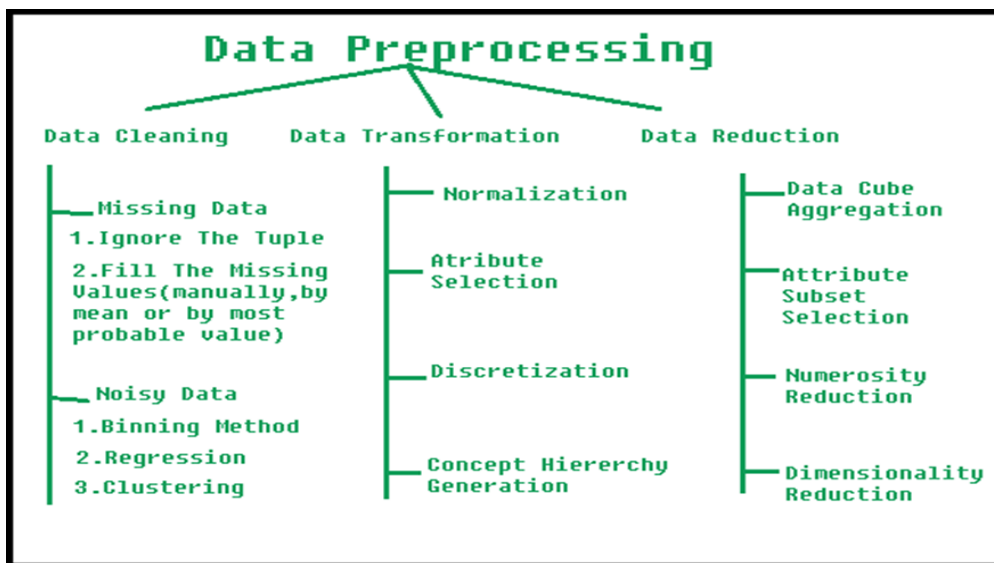 Data Preprocessing
Data Cleaning
Missing Data
1.Ignore The Tuple
2.Fill The Missing
Values(manually,by
mean or by most
probable value)
Noisy Data
1.Binning Method
2.Regression
3.Clustering
Data Transformation
Normalization
Atribute
Selection
Discretization
Concept Hiererchy
Generation
Data Reduction
Data Cube
Aggregation
Attribute
Subset
Selection
Numerosity
Reduction
Dimensionality
Reduction